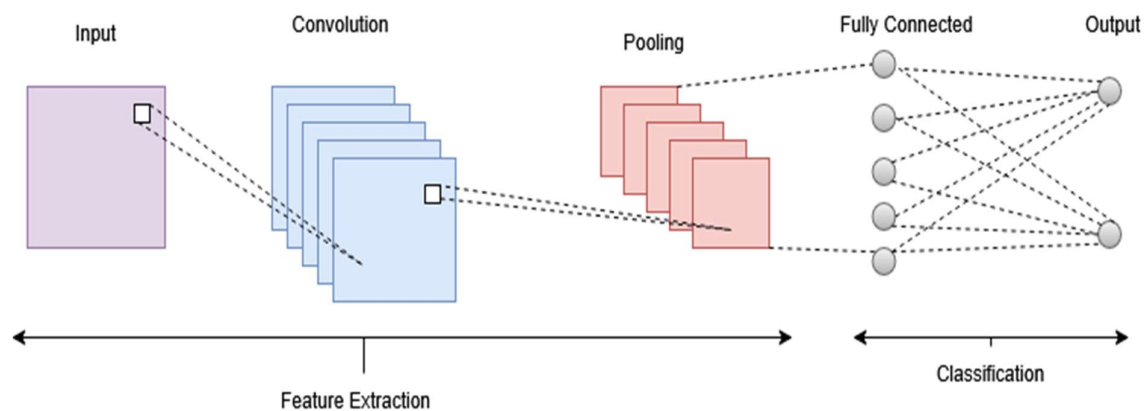 Input
Convolution
Pooling
Fully Connected
Output
Feature Extraction
Classification